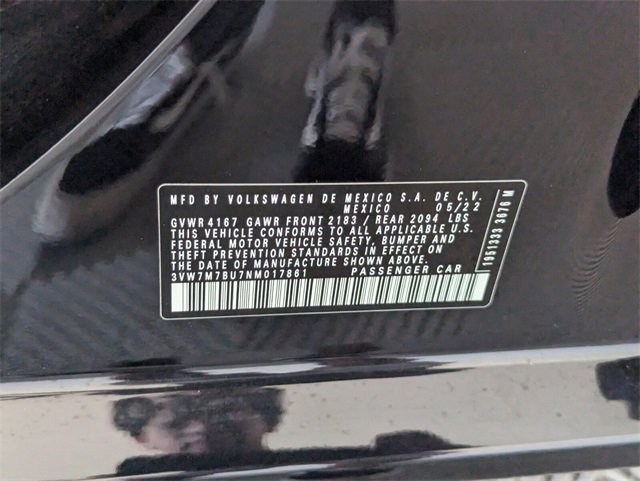 MFD BY VOLKSWAGEN DE MEXICO S.A. DE C.V.
MEXICO 05/22
GVWR 4167 GAWR FRONT 2183 / REAR 2094 LBS
THIS VEHICLE CONFORMS TO ALL APPLICABLE U.S.
FEDERAL MOTOR VEHICLE SAFETY, BUMPER AND
THEFT PREVENTION STANDARDS IN EFFECT ON
THE DATE OF MANUFACTURE SHOWN ABOVE.
3VW7M7BU7NM017861 PASSENGER CAR
1951333 3676 M